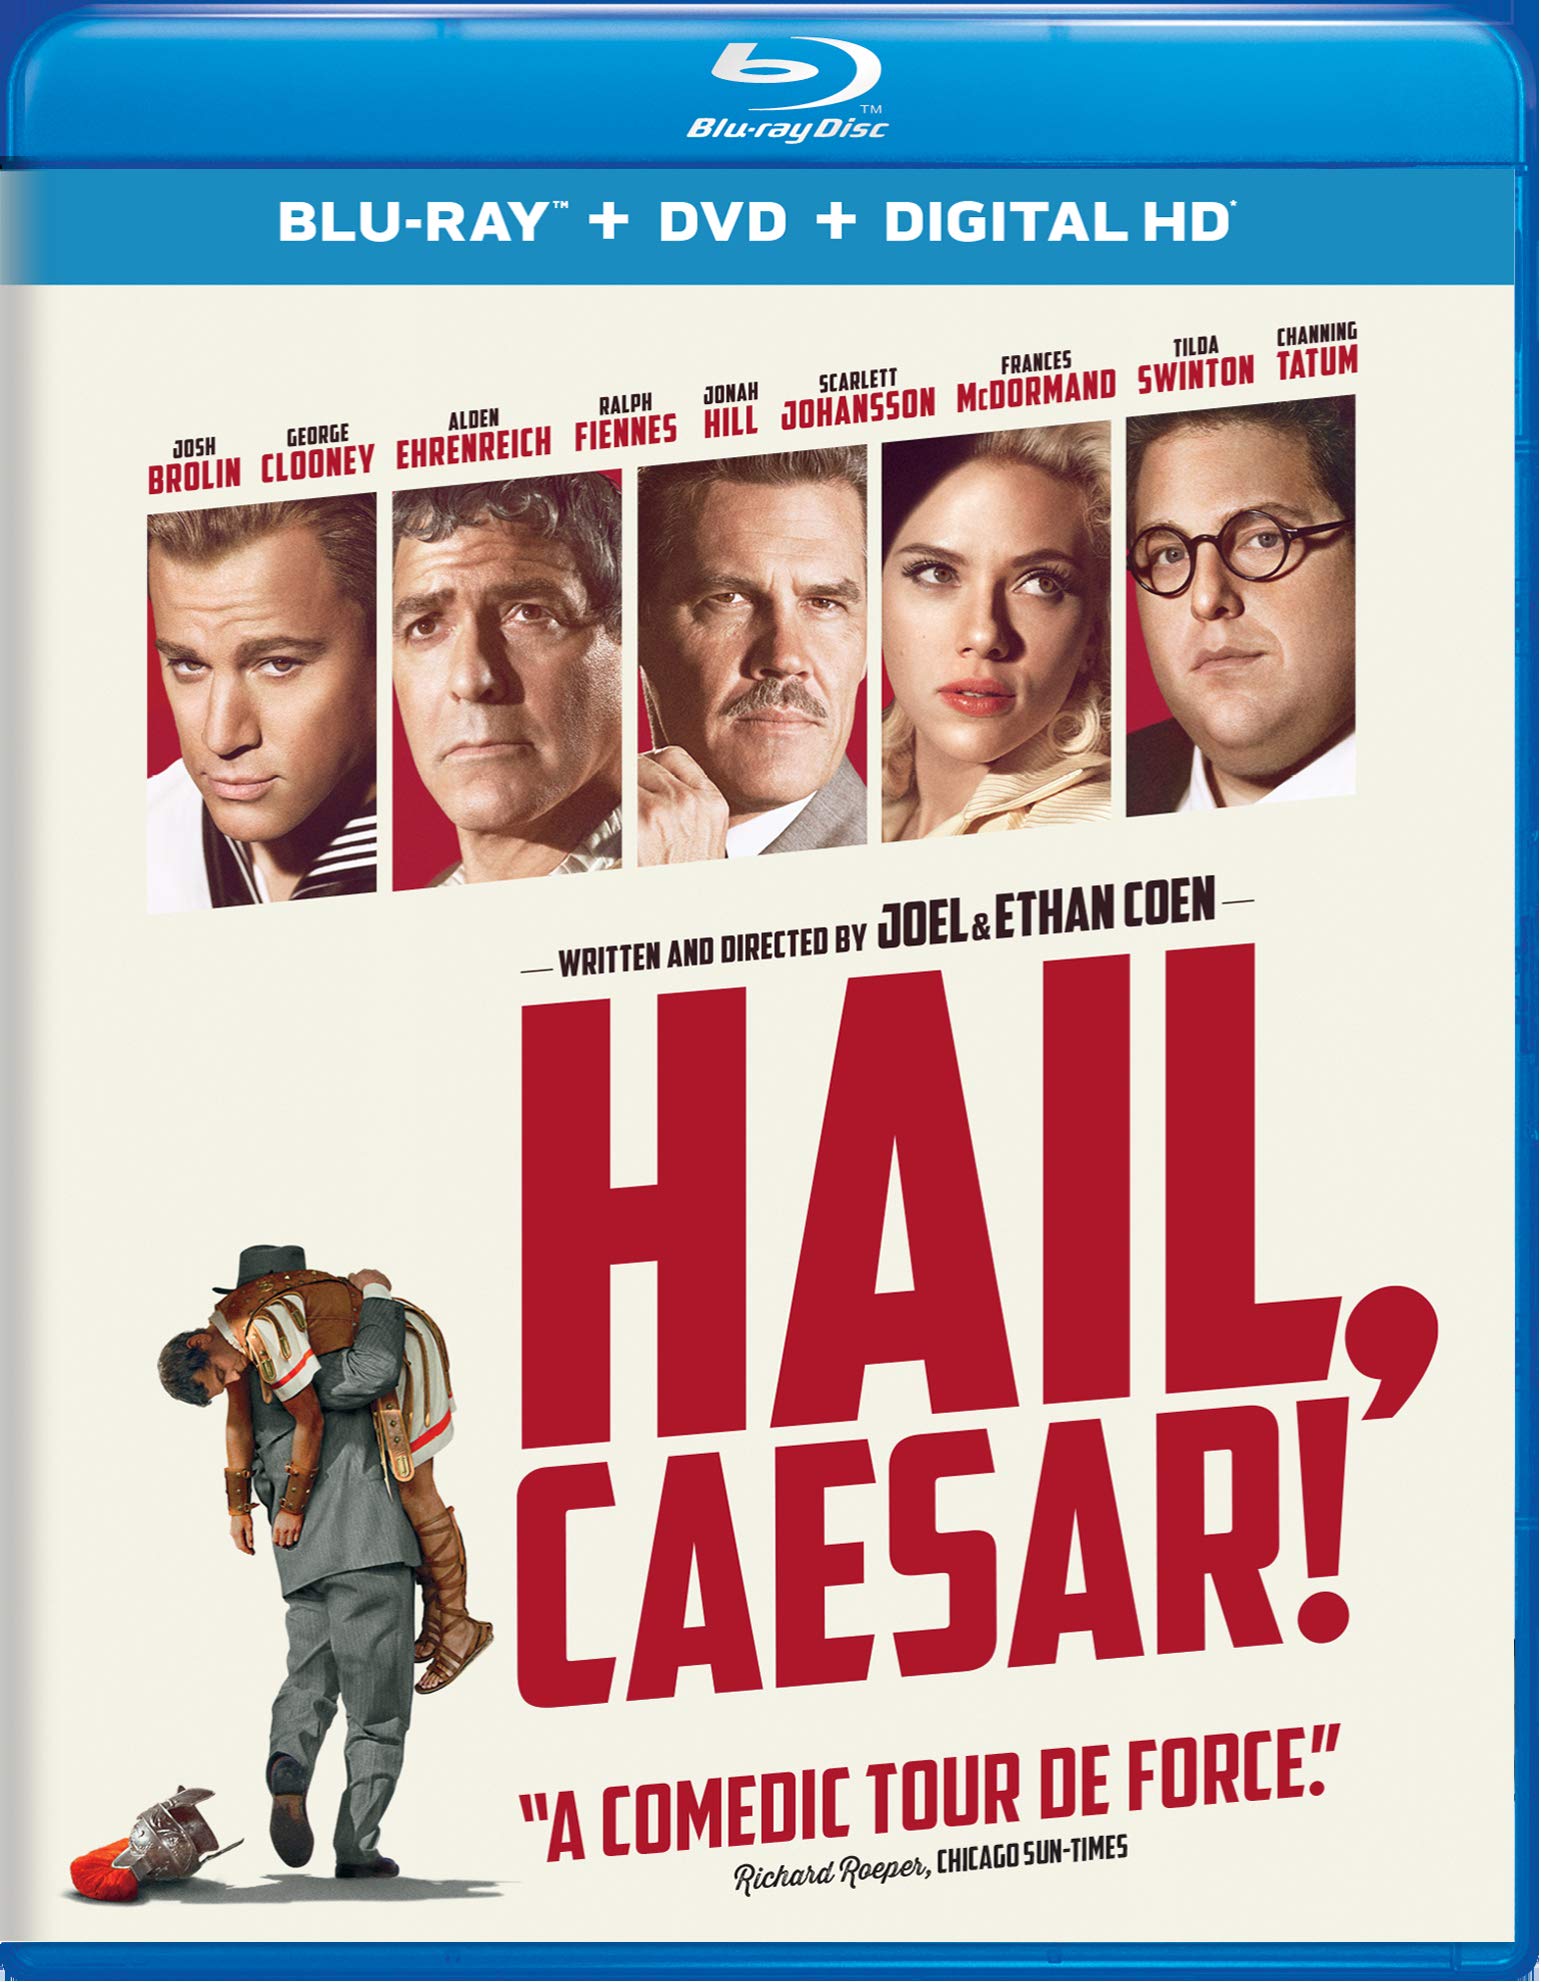 Blu-ray Disc™
BLU-RAY™ + DVD + DIGITAL HD*
JOSH BROLIN
GEORGE CLOONEY
ALDEN EHRENREICH
RALPH FIENNES
JONAH HILL
SCARLETT JOHANSSON
FRANCES McDORMAND
TILDA SWINTON
CHANNING TATUM
— WRITTEN AND DIRECTED BY JOEL & ETHAN COEN —
HAIL,
CAESAR!
"A COMEDIC TOUR DE FORCE."
Richard Roeper, CHICAGO SUN-TIMES